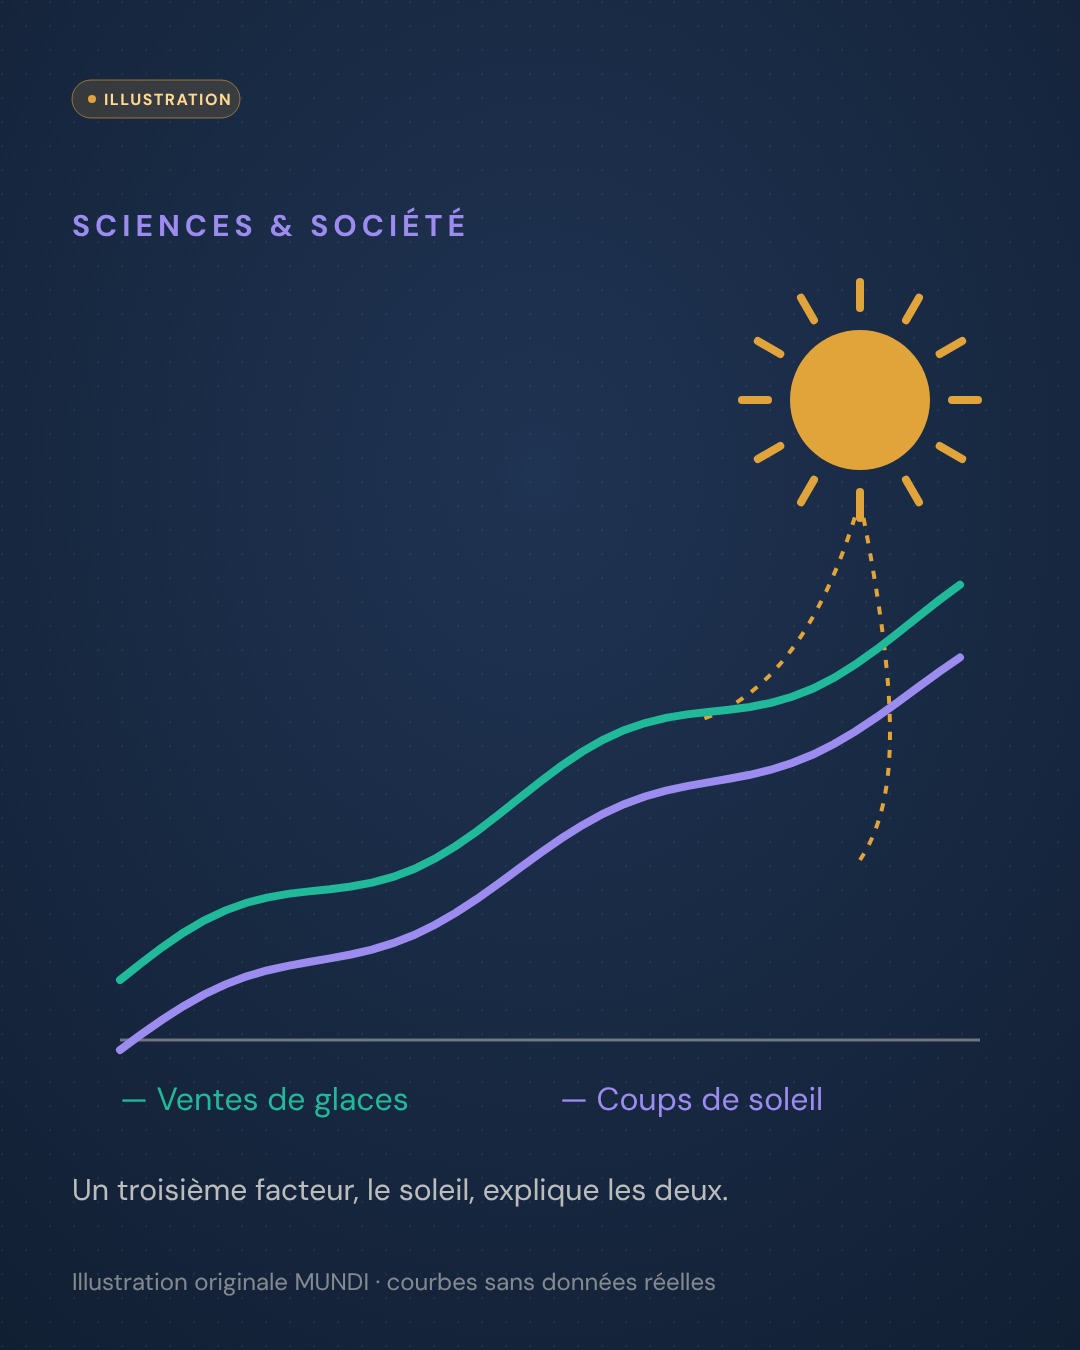 ILLUSTRATION
SCIENCES & SOCIÉTÉ
— Ventes de glaces
— Coups de soleil
Un troisième facteur, le soleil, explique les deux.
Illustration originale MUNDI · courbes sans données réelles